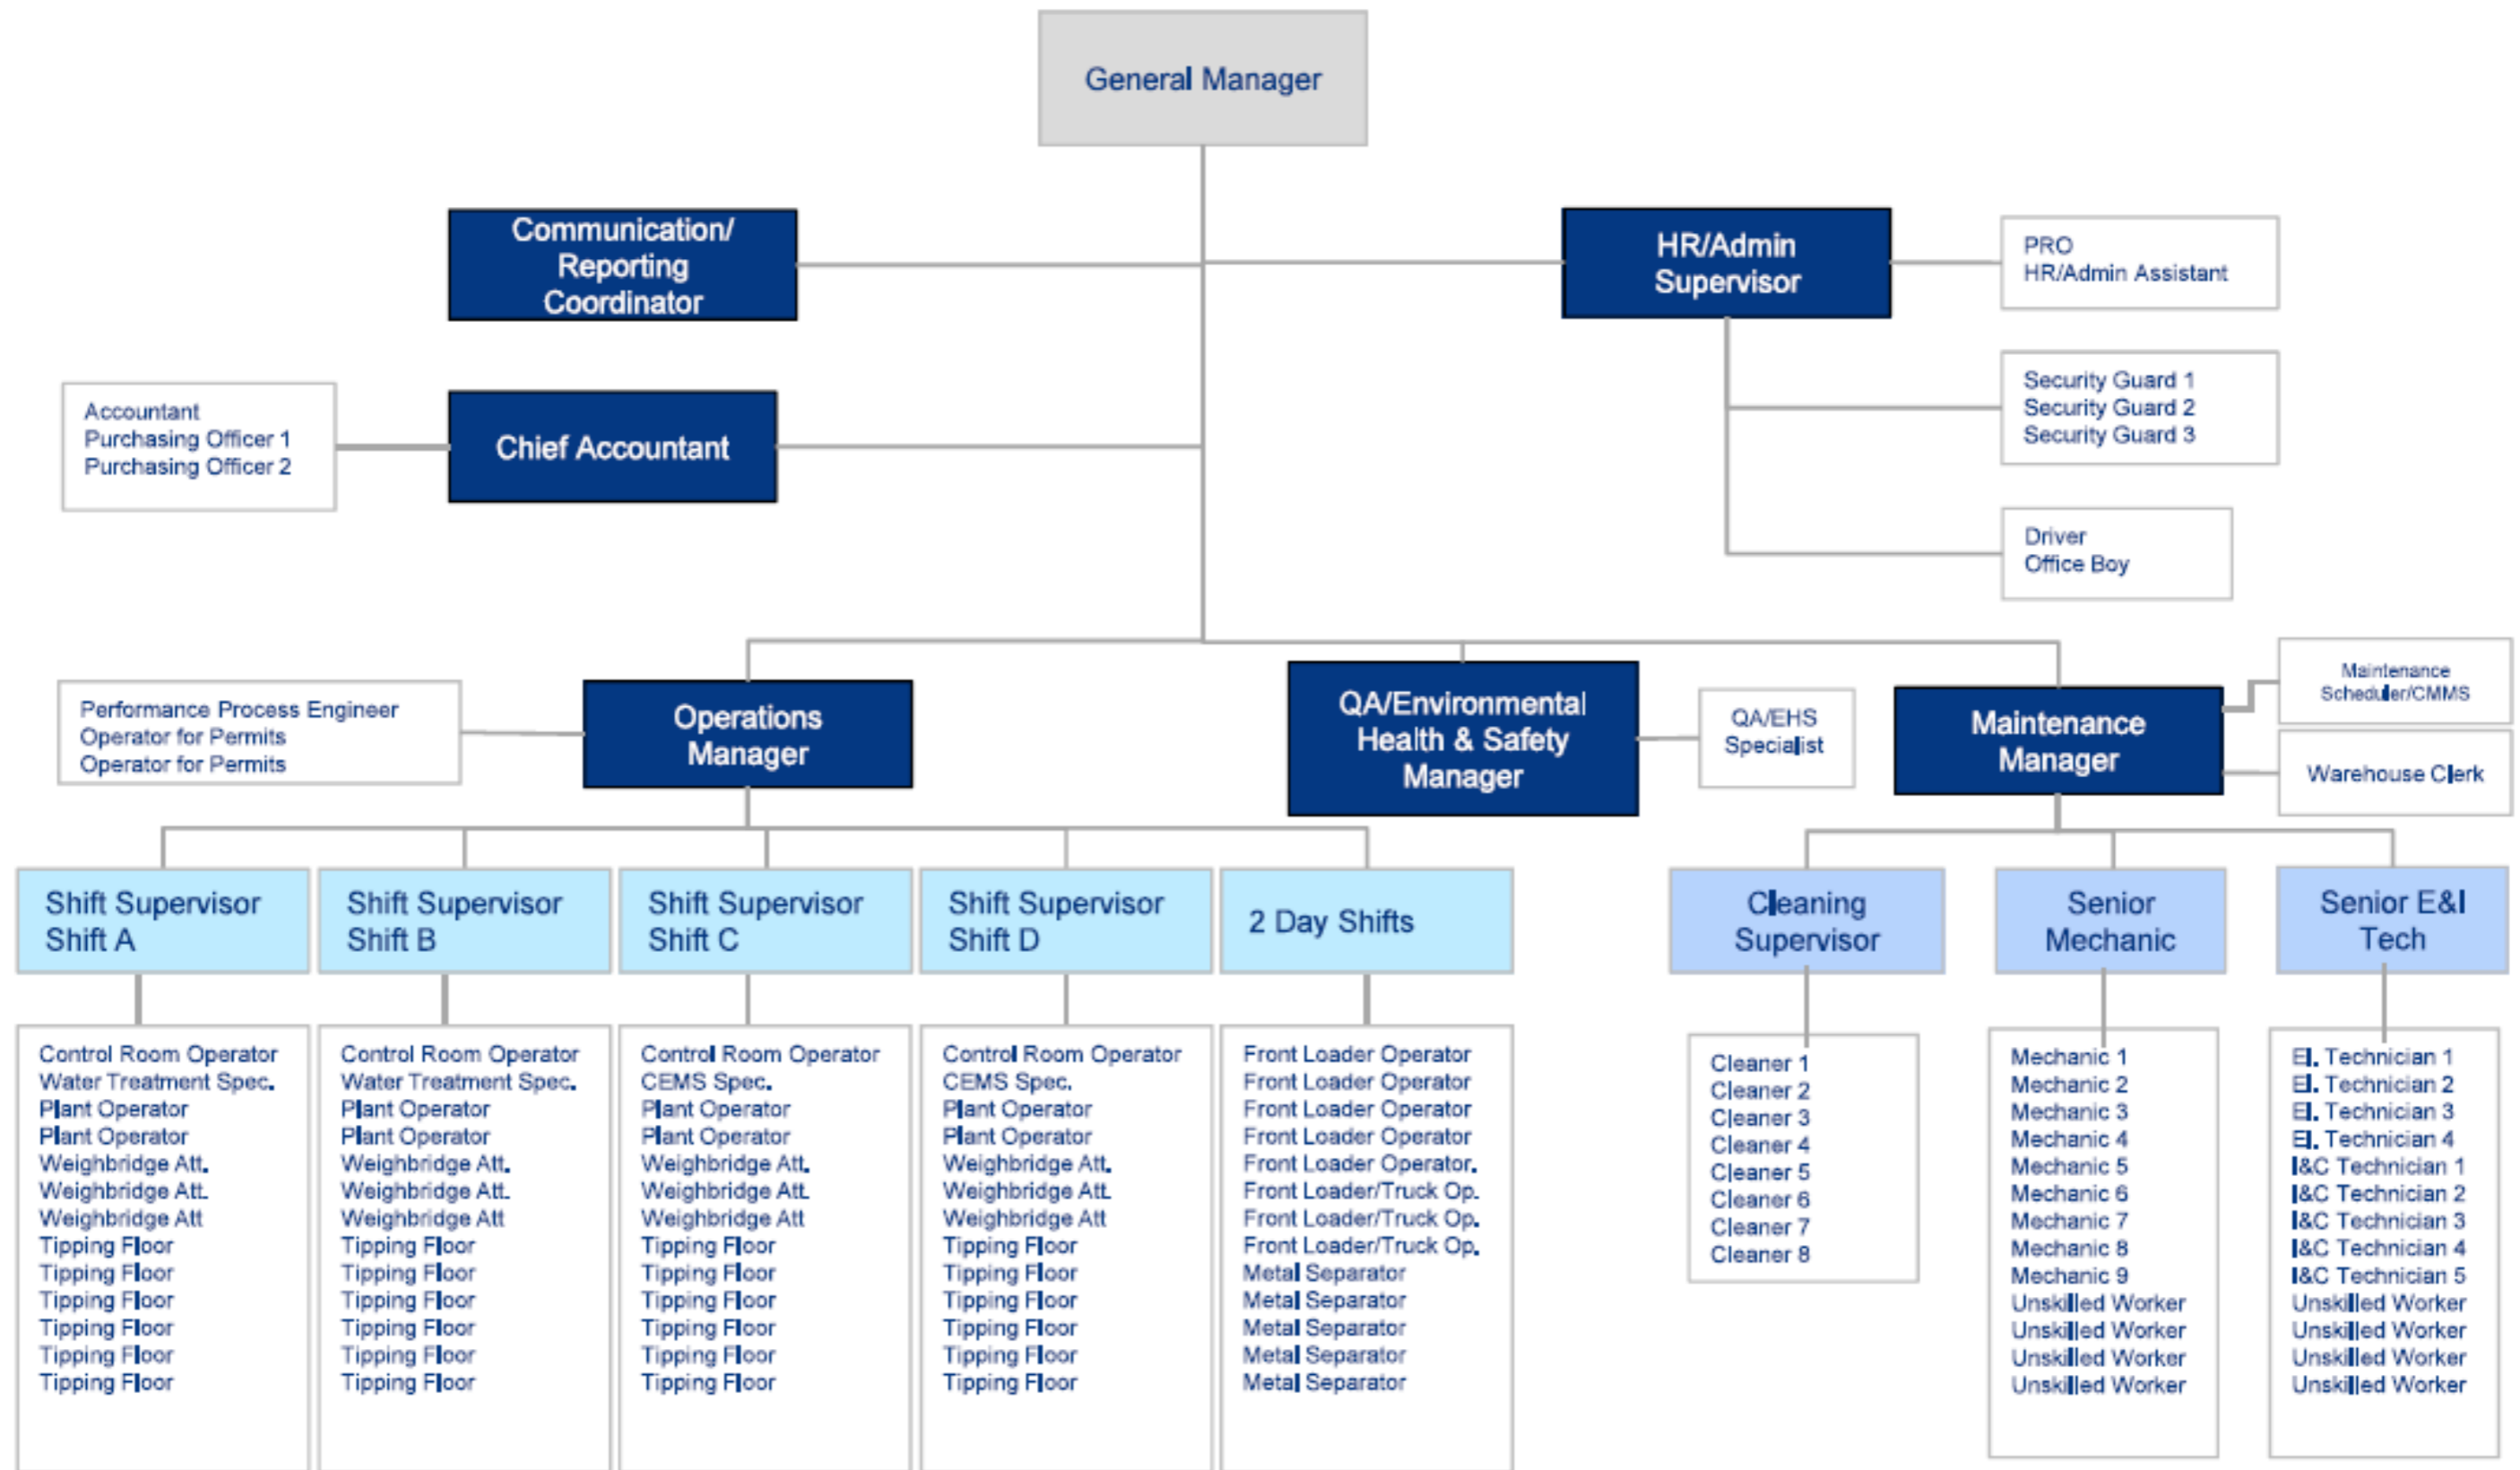 General Manager
Communication/
Reporting
Coordinator
HR/Admin
Supervisor
PRO
HR/Admin Assistant
Security Guard 1
Security Guard 2
Security Guard 3
Driver
Office Boy
Accountant
Purchasing Officer 1
Purchasing Officer 2
Chief Accountant
Performance Process Engineer
Operator for Permits
Operator for Permits
Operations
Manager
QA/Environmental
Health & Safety
Manager
QA/EHS
Specialist
Maintenance
Manager
Maintenance
Scheduler/CMMS
Warehouse Clerk
Shift Supervisor
Shift A
Shift Supervisor
Shift B
Shift Supervisor
Shift C
Shift Supervisor
Shift D
2 Day Shifts
Cleaning
Supervisor
Senior
Mechanic
Senior E&I
Tech
Control Room Operator
Water Treatment Spec.
Plant Operator
Plant Operator
Weighbridge Att.
Weighbridge Att.
Weighbridge Att
Tipping Floor
Tipping Floor
Tipping Floor
Tipping Floor
Tipping Floor
Tipping Floor
Control Room Operator
Water Treatment Spec.
Plant Operator
Plant Operator
Weighbridge Att.
Weighbridge Att.
Weighbridge Att
Tipping Floor
Tipping Floor
Tipping Floor
Tipping Floor
Tipping Floor
Tipping Floor
Control Room Operator
CEMS Spec.
Plant Operator
Plant Operator
Weighbridge Att.
Weighbridge Att.
Weighbridge Att
Tipping Floor
Tipping Floor
Tipping Floor
Tipping Floor
Tipping Floor
Tipping Floor
Control Room Operator
CEMS Spec.
Plant Operator
Plant Operator
Weighbridge Att.
Weighbridge Att.
Weighbridge Att
Tipping Floor
Tipping Floor
Tipping Floor
Tipping Floor
Tipping Floor
Tipping Floor
Front Loader Operator
Front Loader Operator
Front Loader Operator
Front Loader Operator
Front Loader Operator.
Front Loader/Truck Op.
Front Loader/Truck Op.
Front Loader/Truck Op.
Metal Separator
Metal Separator
Metal Separator
Metal Separator
Metal Separator
Cleaner 1
Cleaner 2
Cleaner 3
Cleaner 4
Cleaner 5
Cleaner 6
Cleaner 7
Cleaner 8
Mechanic 1
Mechanic 2
Mechanic 3
Mechanic 4
Mechanic 5
Mechanic 6
Mechanic 7
Mechanic 8
Mechanic 9
Unskilled Worker
Unskilled Worker
Unskilled Worker
Unskilled Worker
El. Technician 1
El. Technician 2
El. Technician 3
El. Technician 4
I&C Technician 1
I&C Technician 2
I&C Technician 3
I&C Technician 4
I&C Technician 5
Unskilled Worker
Unskilled Worker
Unskilled Worker
Unskilled Worker